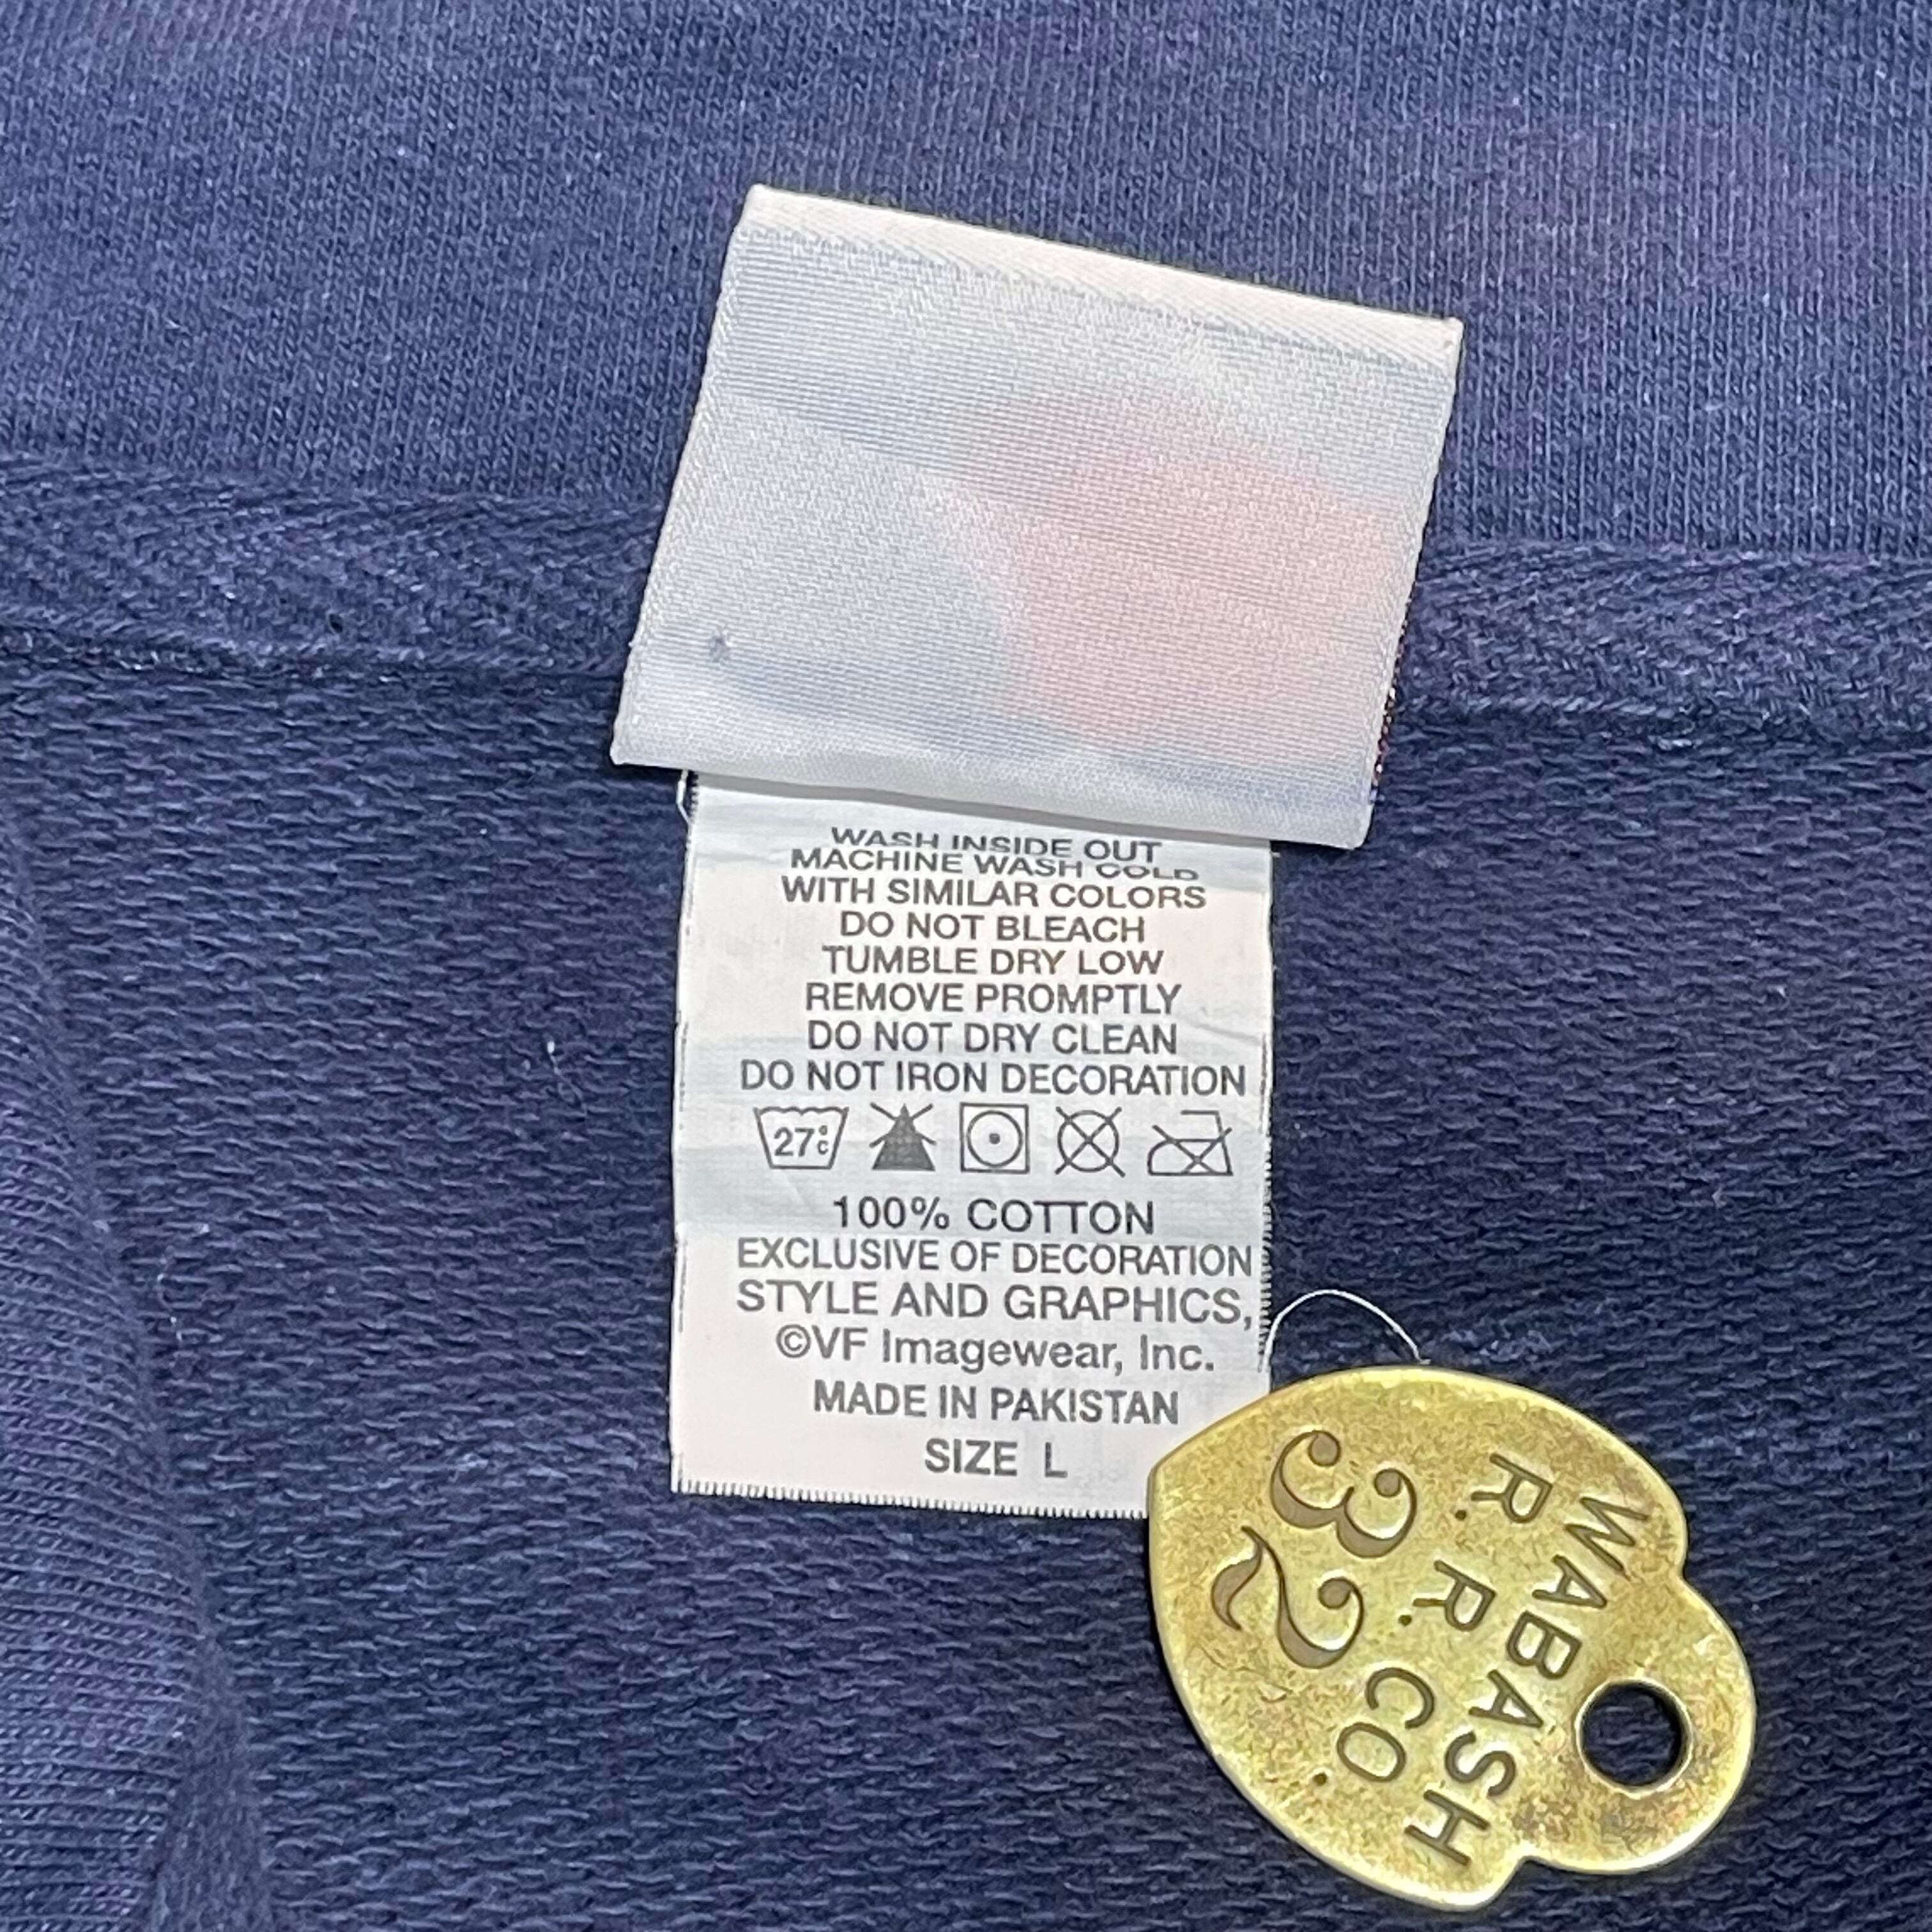 WASH INSIDE OUT
MACHINE WASH COLD
WITH SIMILAR COLORS
DO NOT BLEACH
TUMBLE DRY LOW
REMOVE PROMPTLY
DO NOT DRY CLEAN
DO NOT IRON DECORATION
27°C
100% COTTON
EXCLUSIVE OF DECORATION
STYLE AND GRAPHICS,
©VF Imagewear, Inc.
MADE IN PAKISTAN
SIZE L
WABASH
R. R. CO.
32